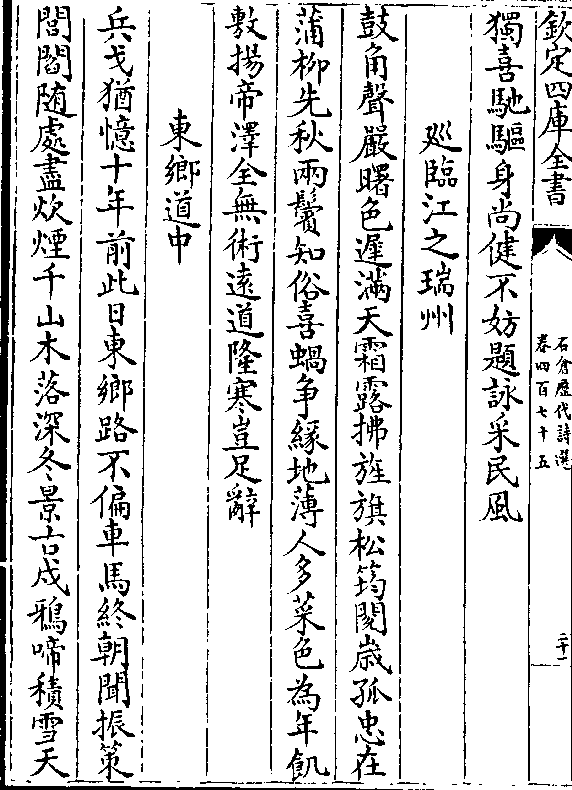 欽定四庫全書
石倉歷代詩選
卷四百七十五
二十一
獨喜馳驅身尚健不妨題詠采民風
廵臨江之瑞州
鼓角聲嚴曙色遲滿天霜露拂旌旗松筠閱歲孤忠在
蒲柳先秋兩鬢知俗喜蝸争緣地薄人多菜色為年飢
敷揚帝澤全無術逺道隆寒豈足辭
東鄉道中
兵戈猶憶十年前此日東鄉路不偏車馬終朝聞振策
閭閻随處盡炊煙千山木落深冬景古戍鴉啼積雪天